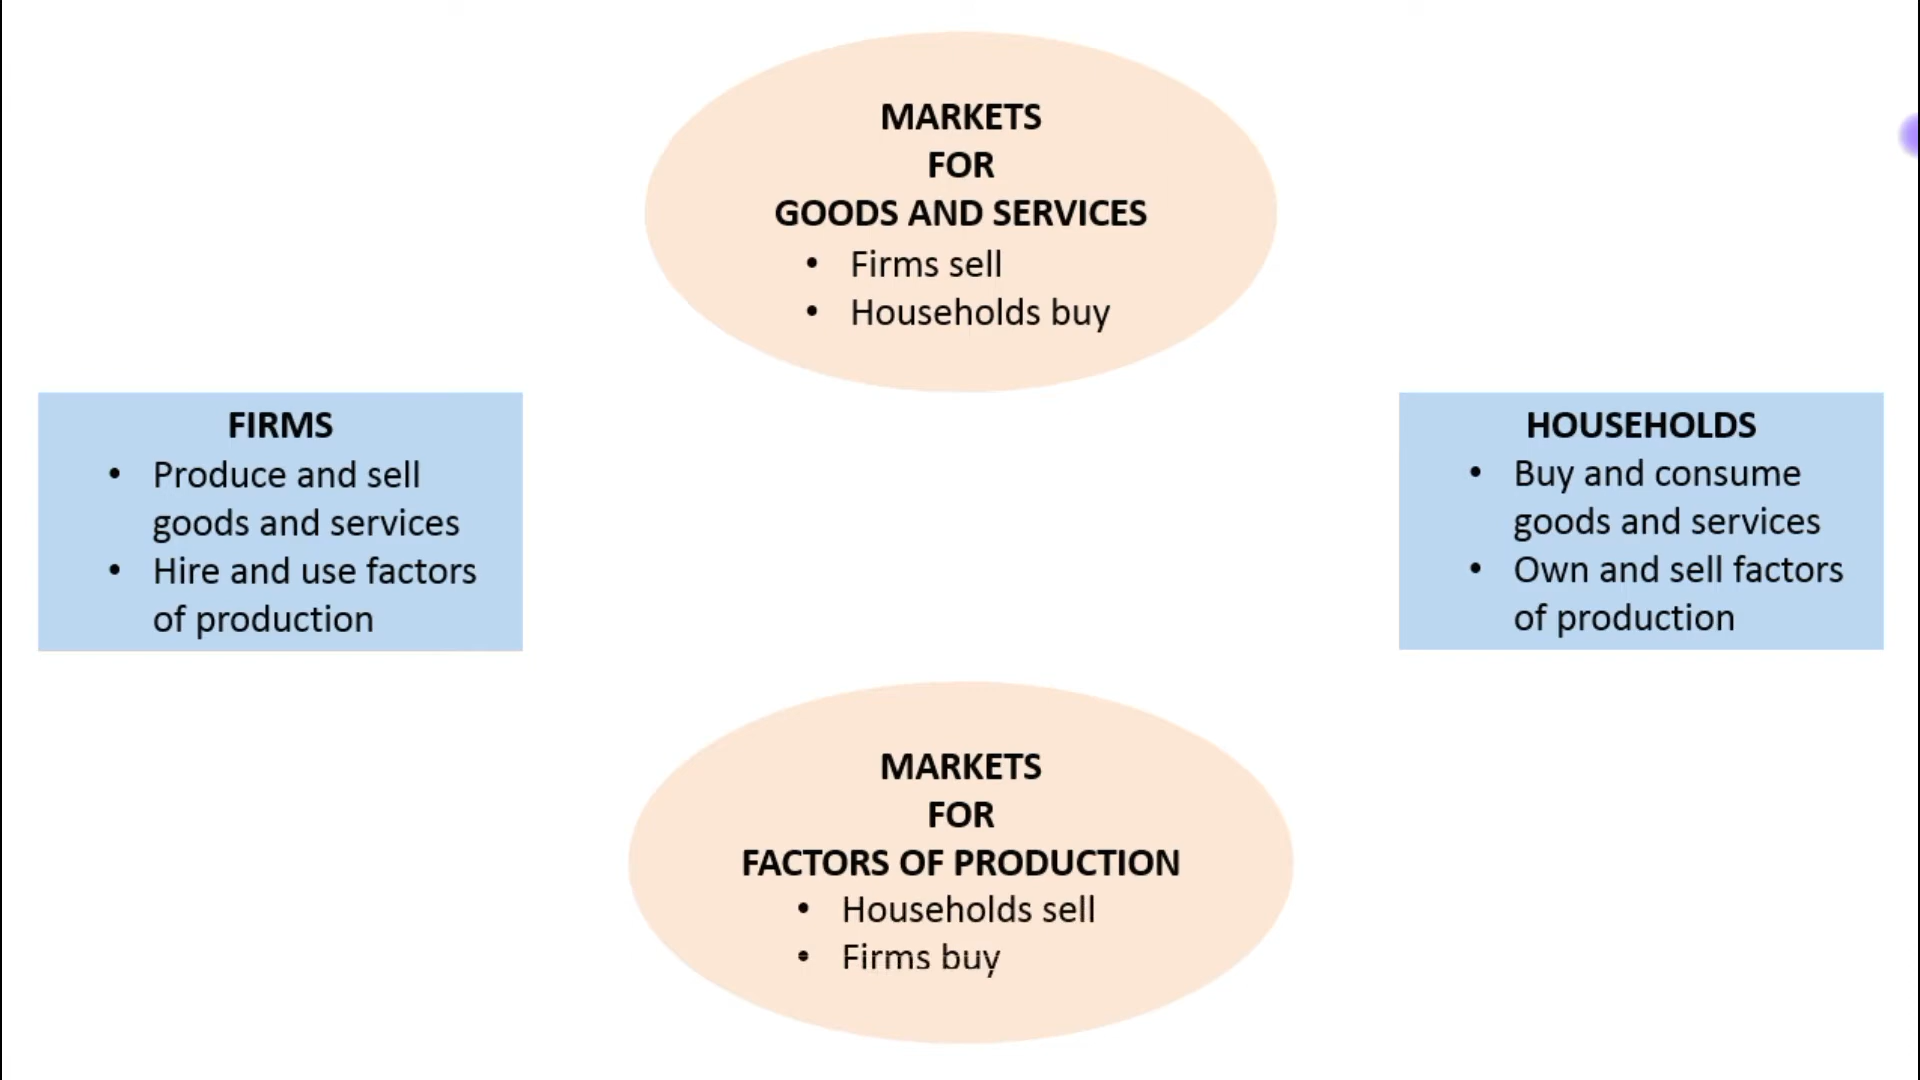 MARKETS
FOR
GOODS AND SERVICES
• Firms sell
• Households buy
FIRMS
• Produce and sell
goods and services
• Hire and use factors
of production
HOUSEHOLDS
• Buy and consume
goods and services
• Own and sell factors
of production
MARKETS
FOR
FACTORS OF PRODUCTION
• Households sell
• Firms buy